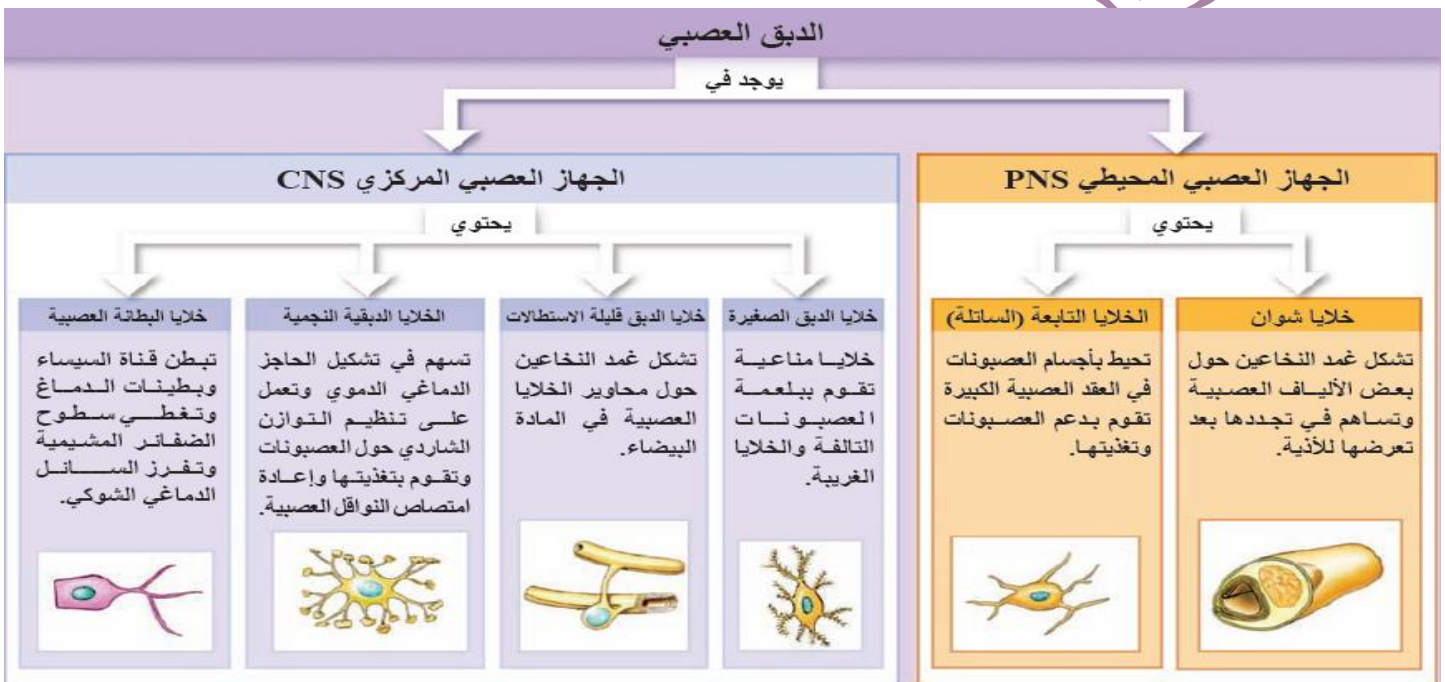 الدبق العصبي
يوجد في
الجهاز العصبي المحيطي PNS
يحتوي
خلايا شوان
تشكل غمد النخاعين حول
بعض الألياف العصبية
وتساهم في تجددها بعد
تعرضها للأذية.
الخلايا التابعة (الساتلة)
تحيط بأجسام العصبونات
في العقد العصبية الكبيرة
تقوم بدعم العصبونات
وتغذيتها.
الجهاز العصبي المركزي CNS
يحتوي
خلايا الدبق الصغيرة
خلايا مناعية
تقوم ببلعمة
العصبونات
التالفة والخلايا
الغريبة.
خلايا الدبق قليلة الاستطالات
تشكل غمد النخاعين
حول محاوير الخلايا
العصبية في المادة
البيضاء.
الخلايا الدبقية النجمية
تسهم في تشكيل الحاجز
الدماغي الدموي وتعمل
على تنظيم التوازن
الشاردي حول العصبونات
وتقوم بتغذيتها وإعادة
امتصاص النواقل العصبية.
خلايا البطانة العصبية
تبطن قناة السيساء
وبطينات الدماغ
وتغطي سطوح
الضفائر المشيمية
وتفرز السائل
الدماغي الشوكي.